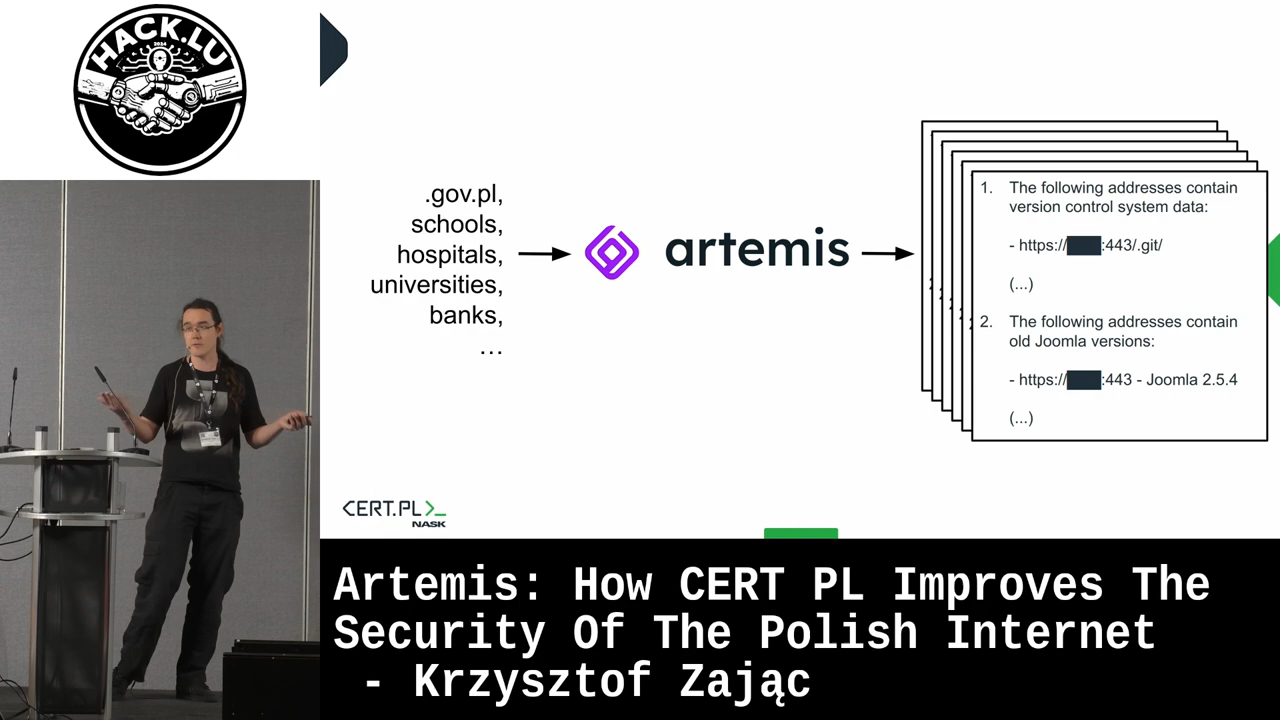 HACK.LU
2024
.gov.pl,
schools,
hospitals,
universities,
banks,
...
artemis
1. The following addresses contain
version control system data:
- https://:443/.git/
(...)
2. The following addresses contain
old Joomla versions:
- https://:443 - Joomla 2.5.4
(...)
<CERT.PL>_
NASK
Artemis: How CERT PL Improves The
Security Of The Polish Internet
- Krzysztof Zając